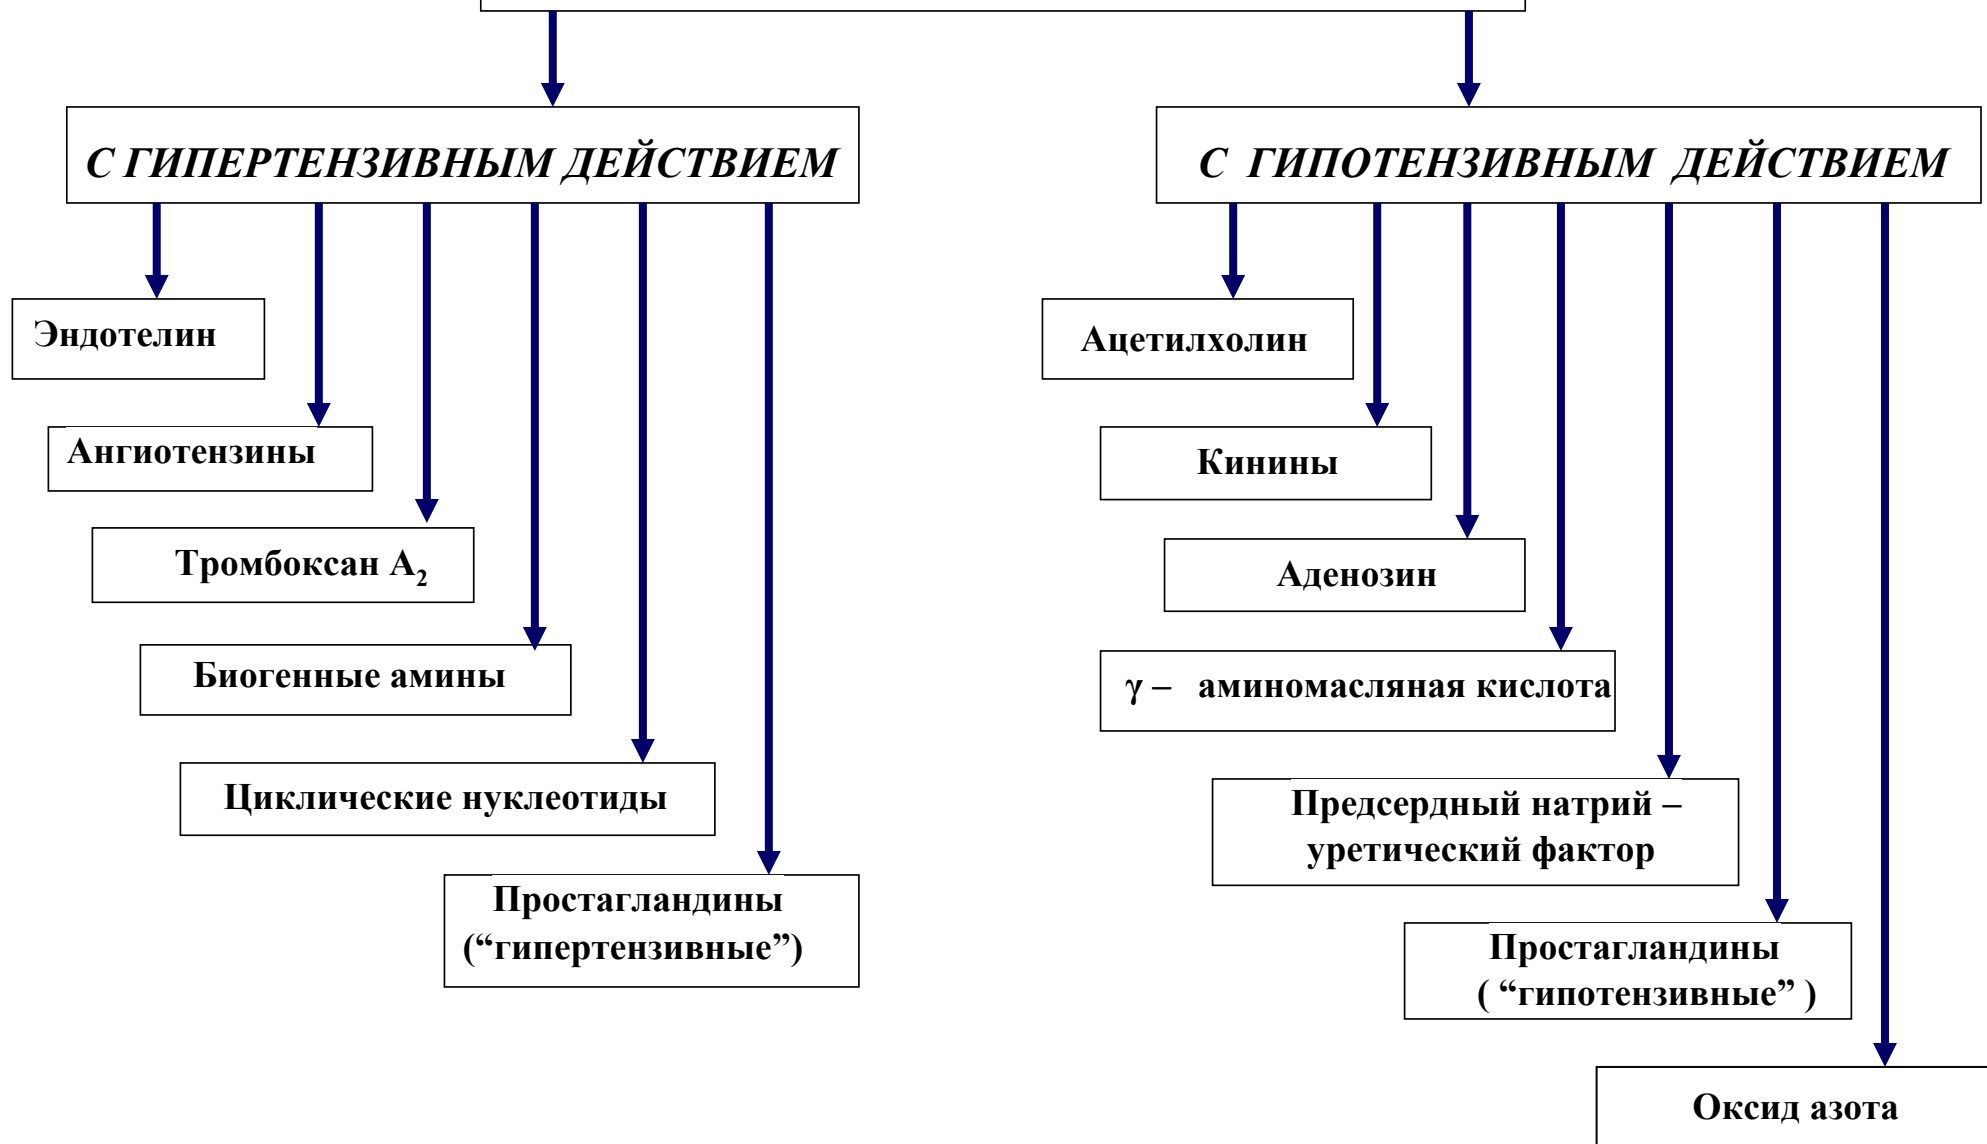 С ГИПЕРТЕНЗИВНЫМ ДЕЙСТВИЕМ
Эндотелин
Ангиотензины
Тромбоксан А₂
Биогенные амины
Циклические нуклеотиды
Простагландины
(“гипертензивные”)
С ГИПОТЕНЗИВНЫМ ДЕЙСТВИЕМ
Ацетилхолин
Кинины
Аденозин
γ – аминомасляная кислота
Предсердный натрий –
уретический фактор
Простагландины
( “гипотензивные” )
Оксид азота